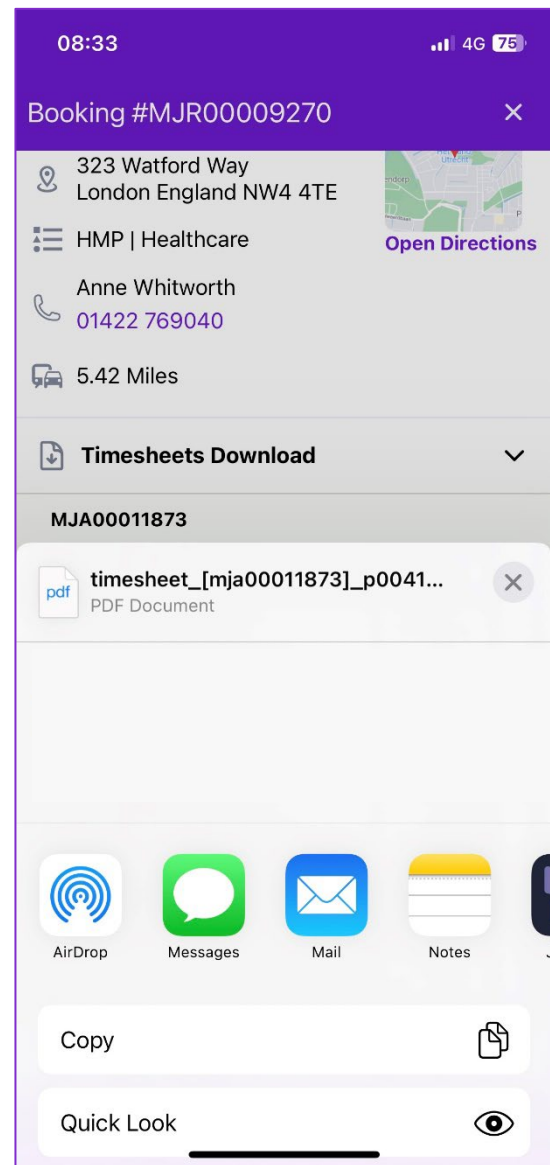 08:33
4G 75
Booking #MJR00009270
323 Watford Way
London England NW4 4TE
Utrecht
HMP | Healthcare
Open Directions
Anne Whitworth
01422 769040
5.42 Miles
Timesheets Download
MJA00011873
pdf
timesheet_[mja00011873]_p0041...
PDF Document
AirDrop
Messages
Mail
Notes
Copy
Quick Look